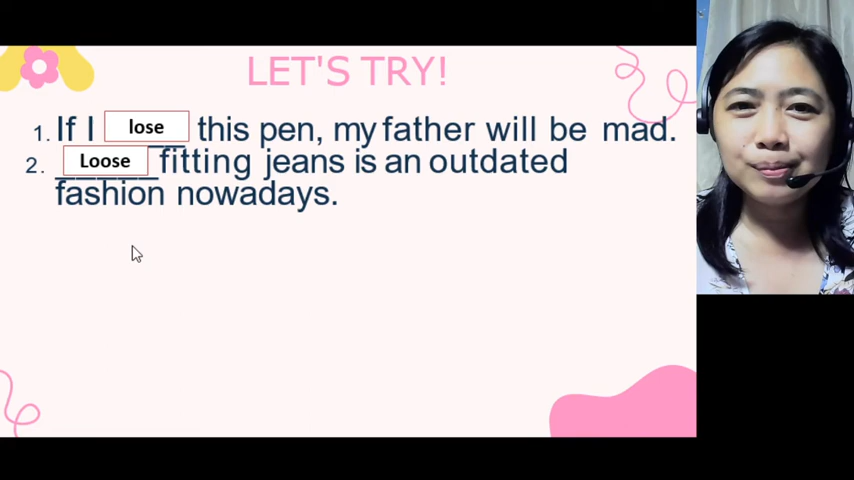 LET'S TRY!
1. If I lose this pen, my father will be mad.
2. Loose fitting jeans is an outdated
fashion nowadays.